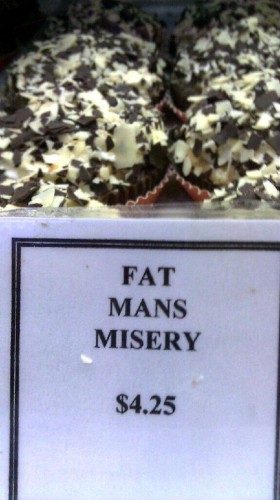 FAT
MANS
MISERY
$4.25